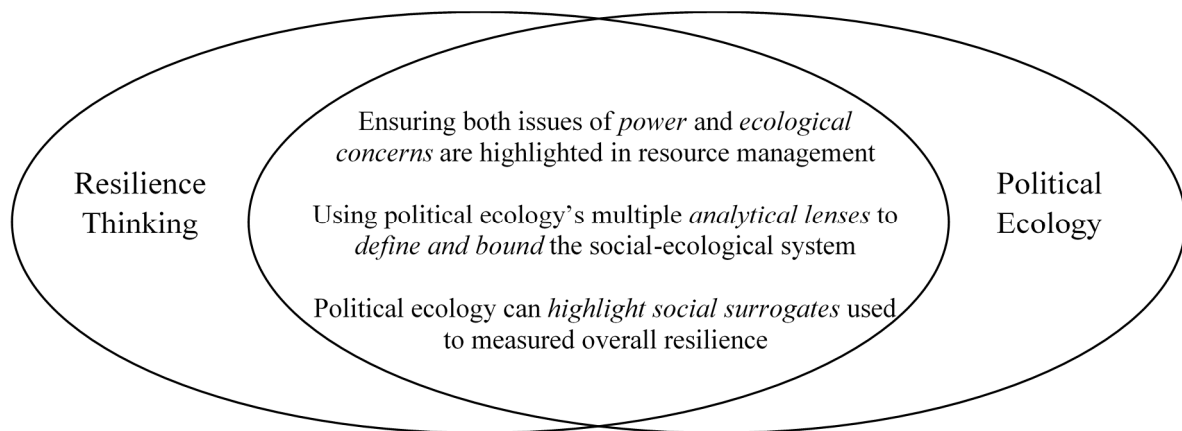 Resilience
Thinking
Ensuring both issues of power and ecological
concerns are highlighted in resource management
Using political ecology’s multiple analytical lenses to
define and bound the social-ecological system
Political ecology can highlight social surrogates used
to measured overall resilience
Political
Ecology